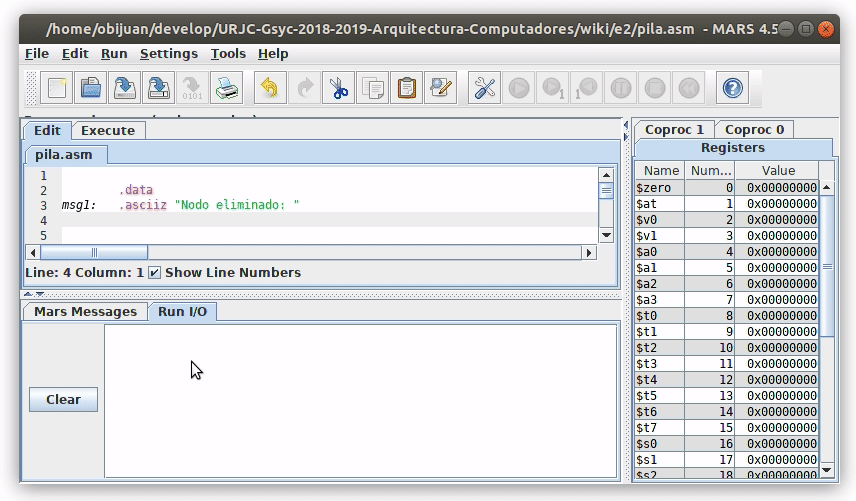 /home/obijuan/develop/URJC-Gsyc-2018-2019-Arquitectura-Computadores/wiki/e2/pila.asm - MARS 4.5
File Edit Run Settings Tools Help
Edit Execute
pila.asm
1
2 .data
3 msg1: .asciiz "Nodo eliminado: "
4
5
Line: 4 Column: 1 Show Line Numbers
Mars Messages Run I/O
Clear
Coproc 1 Coproc 0
Registers
Name Num... Value
$zero 0 0x00000000
$at 1 0x00000000
$v0 2 0x00000000
$v1 3 0x00000000
$a0 4 0x00000000
$a1 5 0x00000000
$a2 6 0x00000000
$a3 7 0x00000000
$t0 8 0x00000000
$t1 9 0x00000000
$t2 10 0x00000000
$t3 11 0x00000000
$t4 12 0x00000000
$t5 13 0x00000000
$t6 14 0x00000000
$t7 15 0x00000000
$s0 16 0x00000000
$s1 17 0x00000000
$s2 18 0x00000000